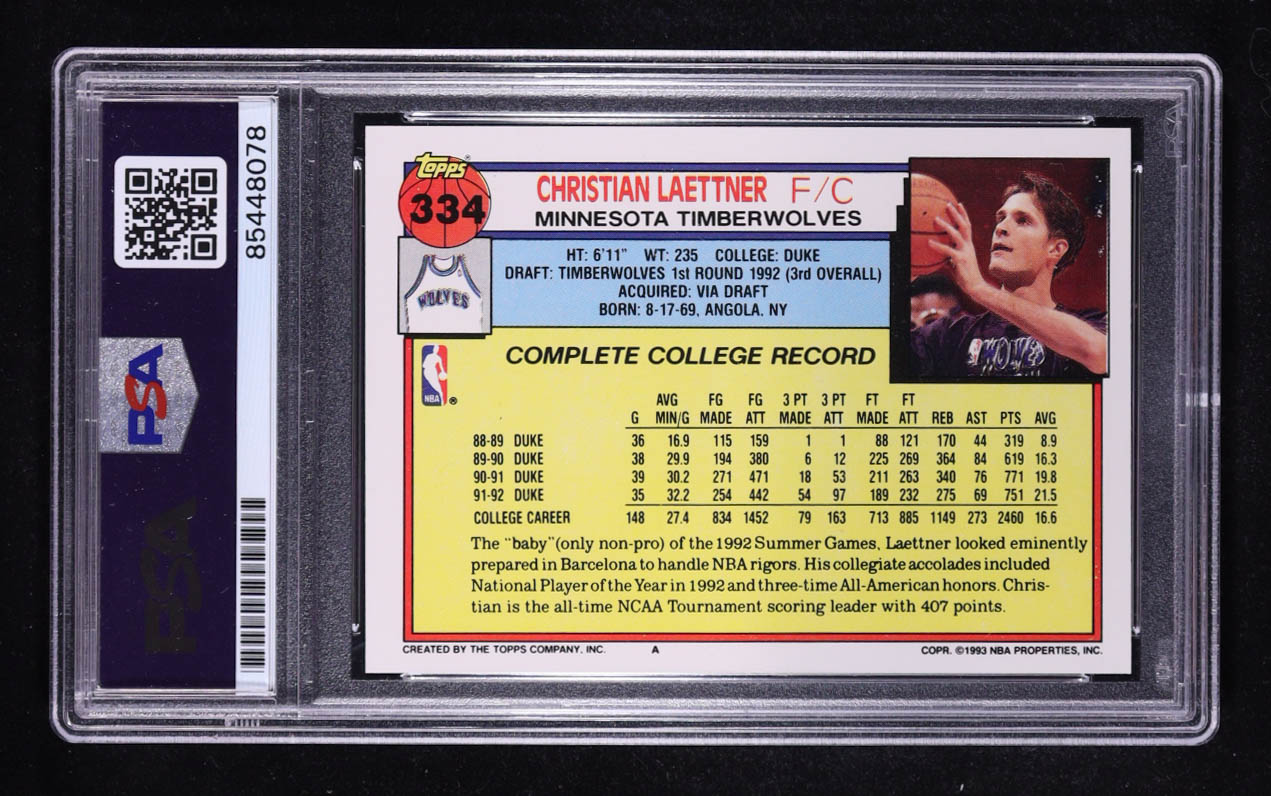 85448078
PSA
PSA
Topps®
334
CHRISTIAN LAETTNER F/C
MINNESOTA TIMBERWOLVES
WOLVES
HT: 6'11" WT: 235 COLLEGE: DUKE
DRAFT: TIMBERWOLVES 1st ROUND 1992 (3rd OVERALL)
ACQUIRED: VIA DRAFT
BORN: 8-17-69, ANGOLA, NY
WOLVES
NBA ®
COMPLETE COLLEGE RECORD
AVG FG FG 3 PT 3 PT FT FT
G MIN/G MADE ATT MADE ATT MADE ATT REB AST PTS AVG
88-89 DUKE 36 16.9 115 159 1 1 88 121 170 44 319 8.9
89-90 DUKE 38 29.9 194 380 6 12 225 269 364 84 619 16.3
90-91 DUKE 39 30.2 271 471 18 53 211 263 340 76 771 19.8
91-92 DUKE 35 32.2 254 442 54 97 189 232 275 69 751 21.5
COLLEGE CAREER 148 27.4 834 1452 79 163 713 885 1149 273 2460 16.6
The "baby"(only non-pro) of the 1992 Summer Games, Laettner looked eminently
prepared in Barcelona to handle NBA rigors. His collegiate accolades included
National Player of the Year in 1992 and three-time All-American honors. Chris-
tian is the all-time NCAA Tournament scoring leader with 407 points.
CREATED BY THE TOPPS COMPANY, INC. A COPR. ©1993 NBA PROPERTIES, INC.